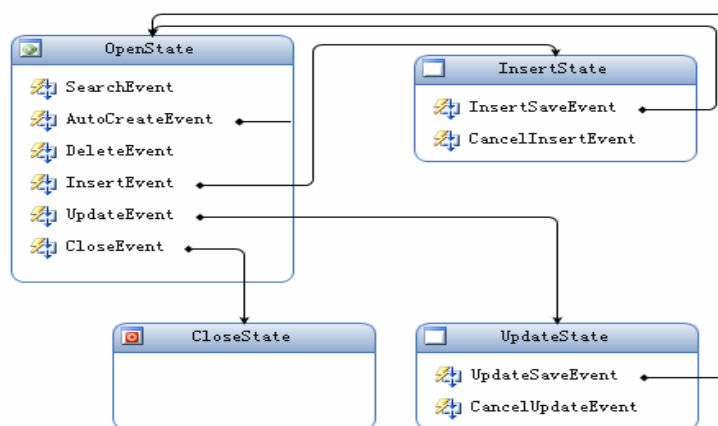 OpenState
SearchEvent
AutoCreateEvent
DeleteEvent
InsertEvent
UpdateEvent
CloseEvent
InsertState
InsertSaveEvent
CancelInsertEvent
CloseState
UpdateState
UpdateSaveEvent
CancelUpdateEvent